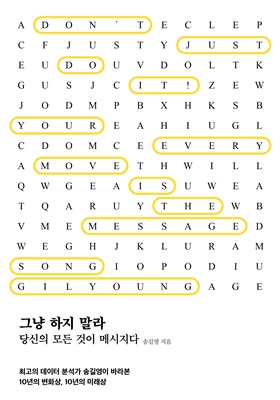 A D O N ' T E C L E P
C F J U S T Y J U S T
E U D O U V D O L T K
G U S J C I T ! Z E W
J O D M P B X H K S B
Y O U R E A H I U G L
C D O M C E E V E R Y
A M O V E T H W I L L
Q W G E A I S U W E A
T Q A R U Y T H E W B
V M E M E S S A G E D
W E G H J K L U R A M
S O N G I O P O D I U
G I L Y O U N G A G E
그냥 하지 말라
당신의 모든 것이 메시지다 송길영 지음
최고의 데이터 분석가 송길영이 바라본
10년의 변화상, 10년의 미래상